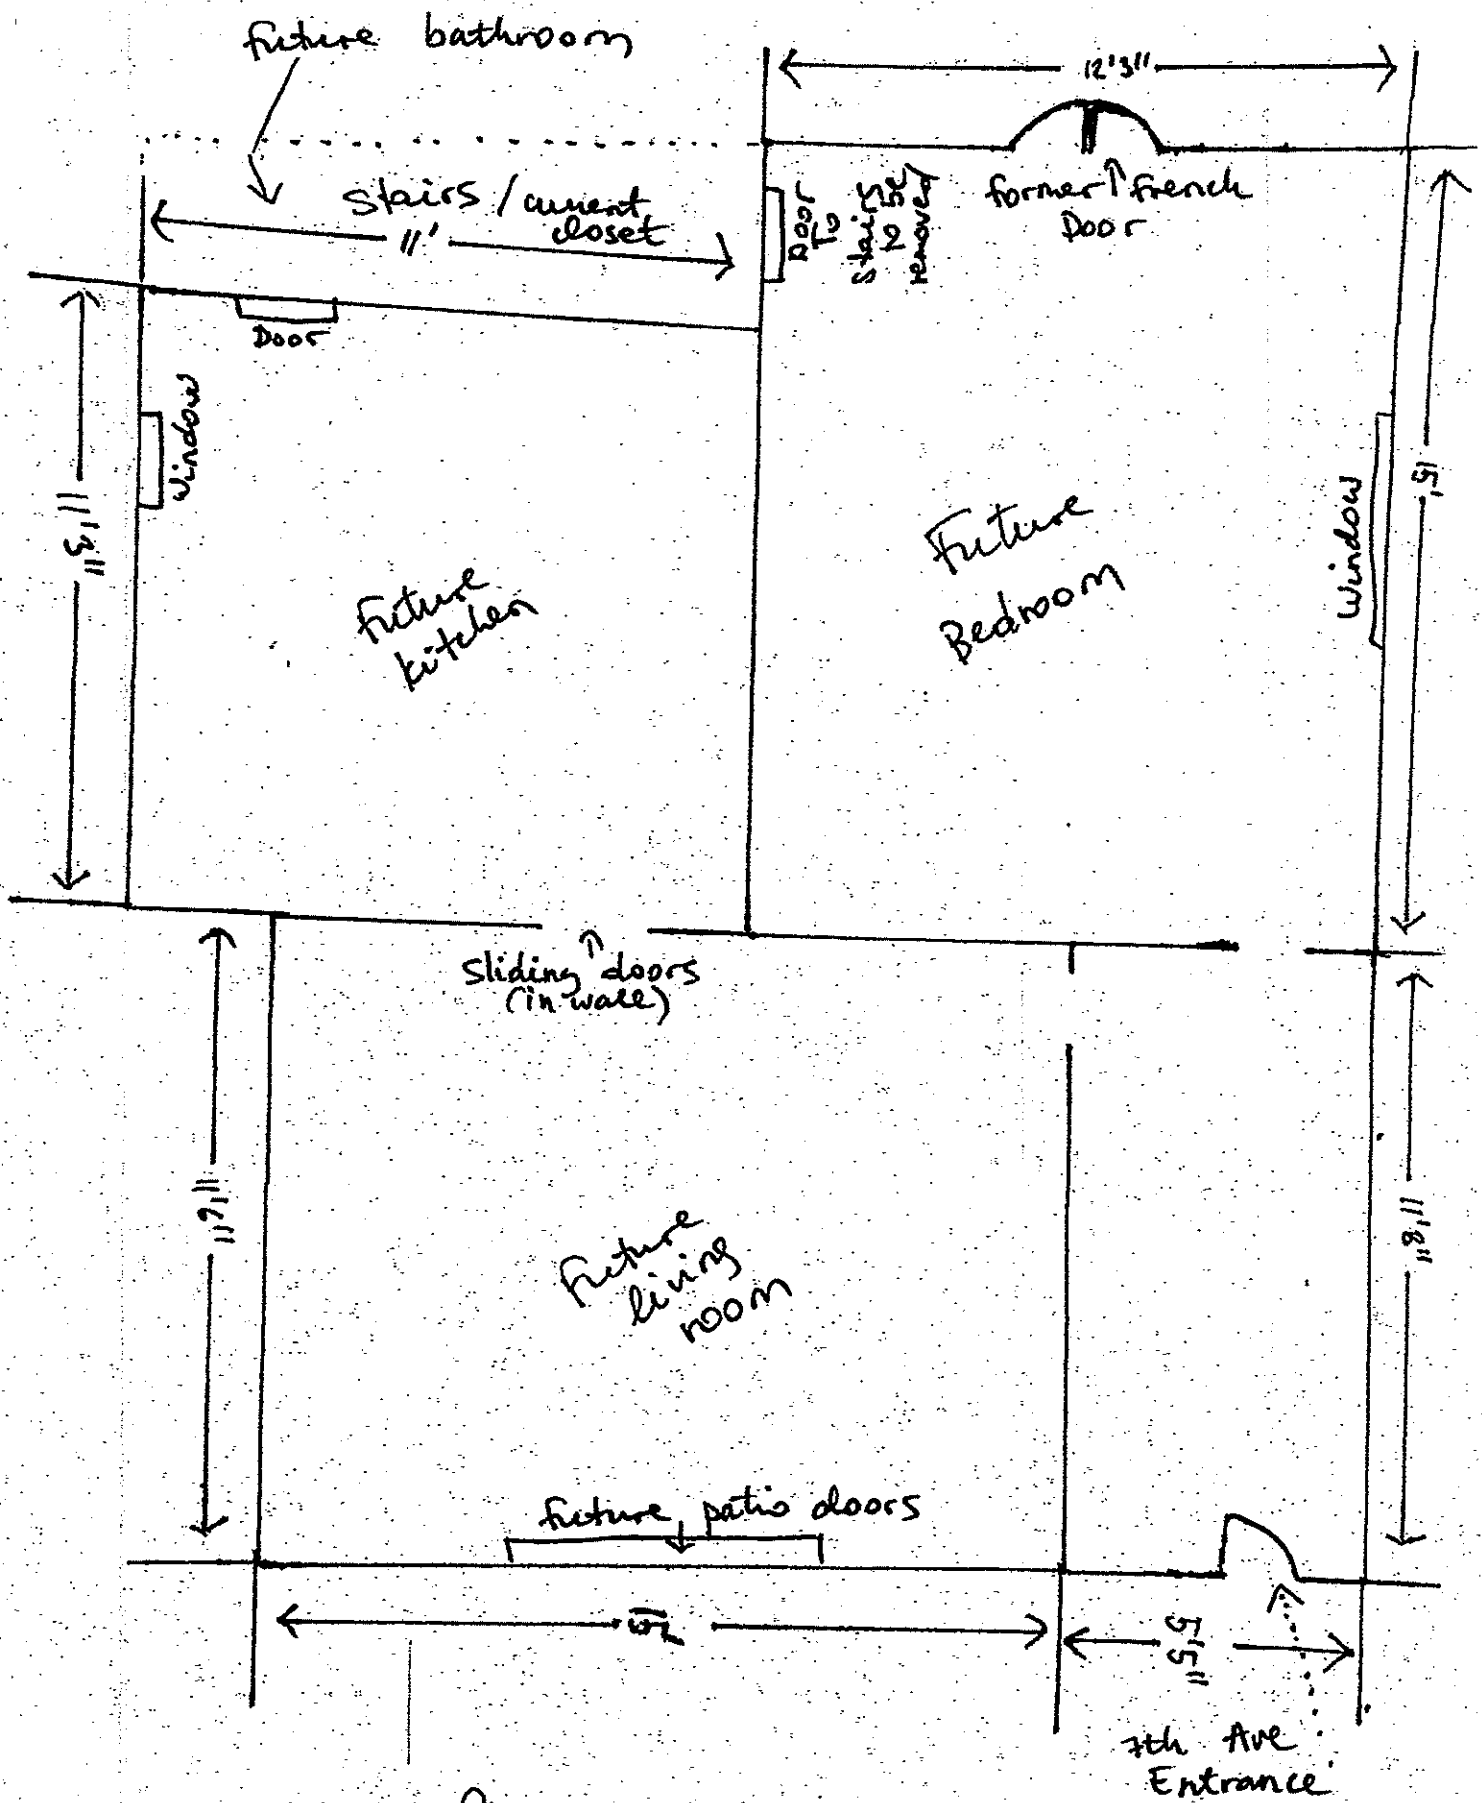 future bathroom
12'3"
Stairs / current
closet
11'
Door
To
stairs
(to be
removed)
former french
Door
Door
Window
11'3"
15'
Window
Future
kitchen
Future
Bedroom
Sliding doors
(in wall)
11'6"
11'8"
Future
living
room
future patio doors
5'5"
7th Ave
Entrance